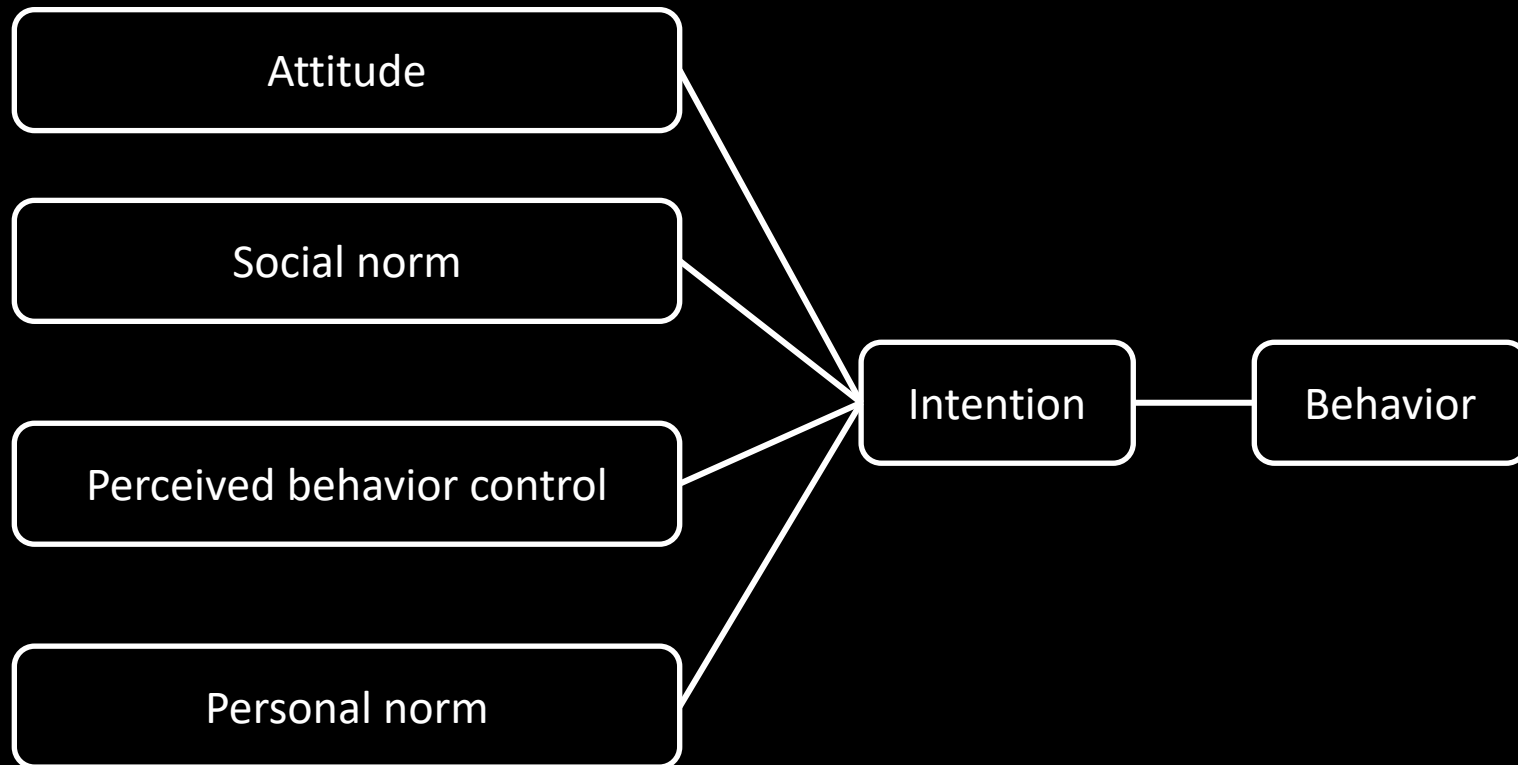 Attitude
Social norm
Perceived behavior control
Personal norm
Intention
Behavior